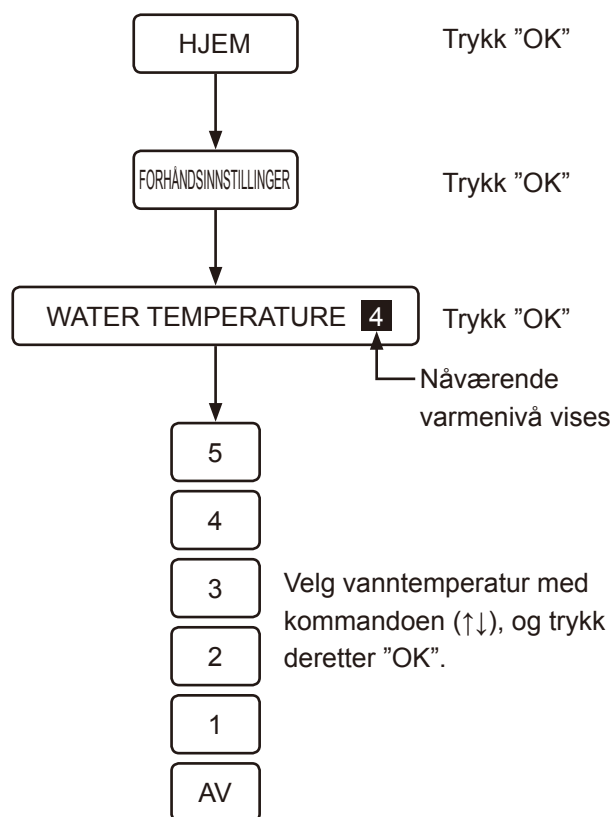 HJEM
Trykk ”OK”
FORHÅNDSINNSTILLINGER
Trykk ”OK”
WATER TEMPERATURE 4
Trykk ”OK”
Nåværende
varmenivå vises
5
4
3
2
1
AV
Velg vanntemperatur med
kommandoen (↑↓), og trykk
deretter ”OK”.